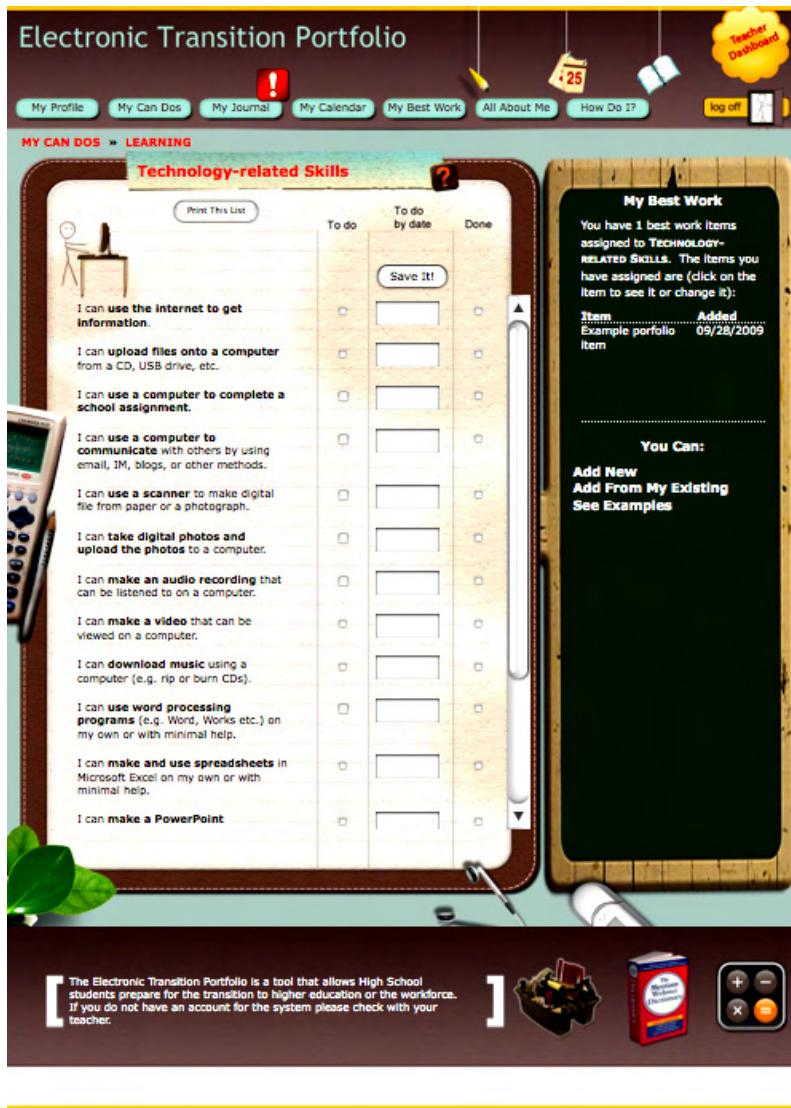 Electronic Transition Portfolio
Teacher
Dashboard
25
My Profile
My Can Dos
My Journal
My Calendar
My Best Work
All About Me
How Do I?
log off
MY CAN DOS » LEARNING
Technology-related Skills
?
Print This List
To do
To do
by date
Done
Save It!
I can use the internet to get
information.
I can upload files onto a computer
from a CD, USB drive, etc.
I can use a computer to complete a
school assignment.
I can use a computer to
communicate with others by using
email, IM, blogs, or other methods.
I can use a scanner to make digital
file from paper or a photograph.
I can take digital photos and
upload the photos to a computer.
I can make an audio recording that
can be listened to on a computer.
I can make a video that can be
viewed on a computer.
I can download music using a
computer (e.g. rip or burn CDs).
I can use word processing
programs (e.g. Word, Works etc.) on
my own or with minimal help.
I can make and use spreadsheets in
Microsoft Excel on my own or with
minimal help.
I can make a PowerPoint
My Best Work
You have 1 best work items
assigned to TECHNOLOGY-
RELATED SKILLS. The items you
have assigned are (click on the
item to see it or change it):
Item Added
Example porfolio 09/28/2009
item
You Can:
Add New
Add From My Existing
See Examples
[ The Electronic Transition Portfolio is a tool that allows High School
students prepare for the transition to higher education or the workforce.
If you do not have an account for the system please check with your
teacher. ]
The
Merriam
Webster
Dictionary
+ −
× =